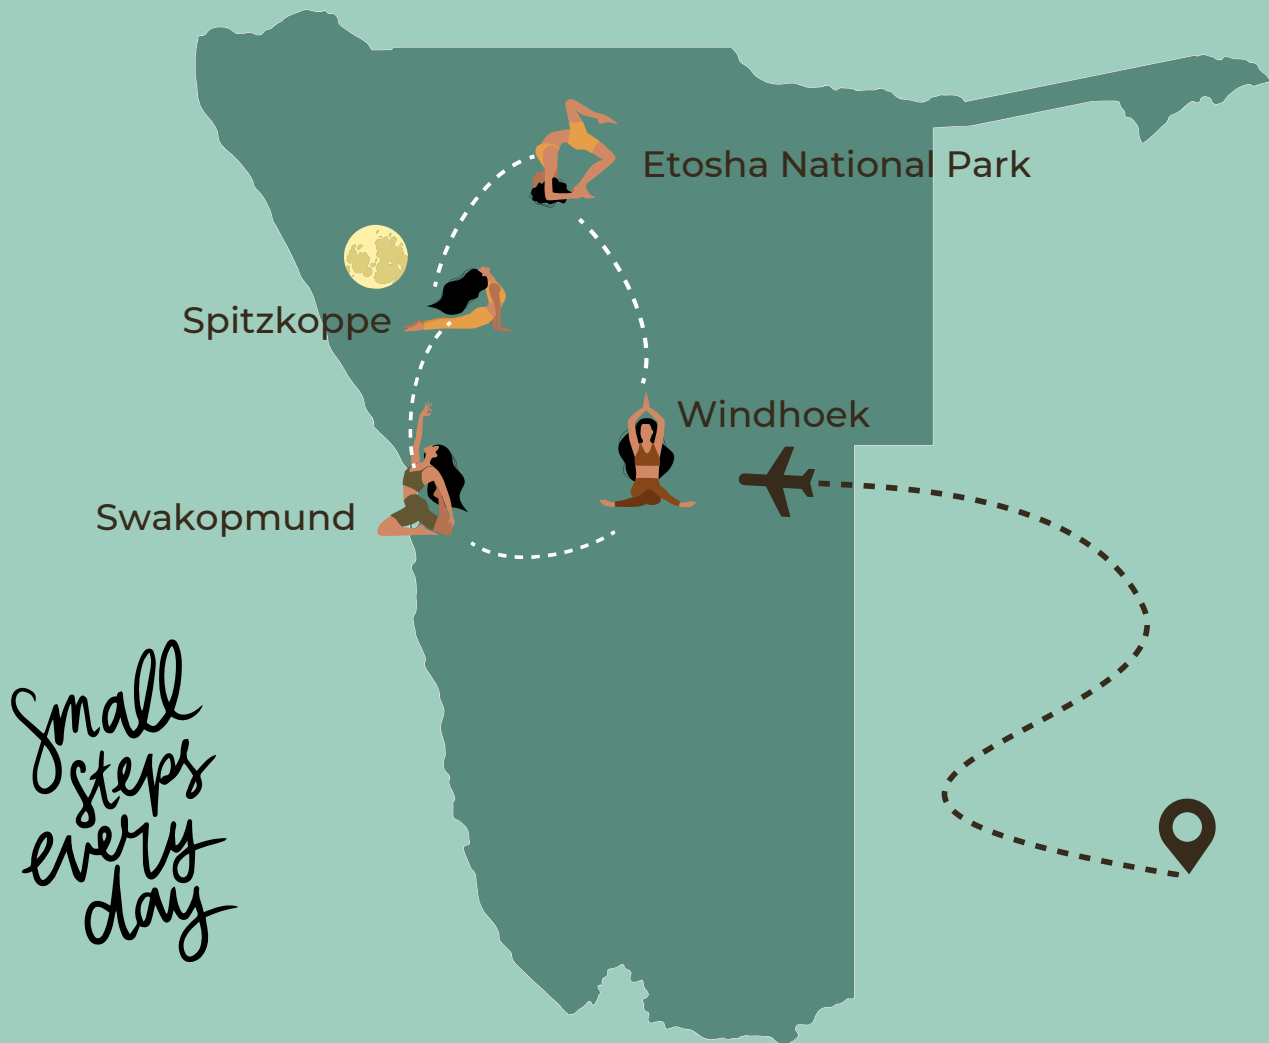 Etosha National Park
Spitzkoppe
Windhoek
Swakopmund
Small
steps
every
day